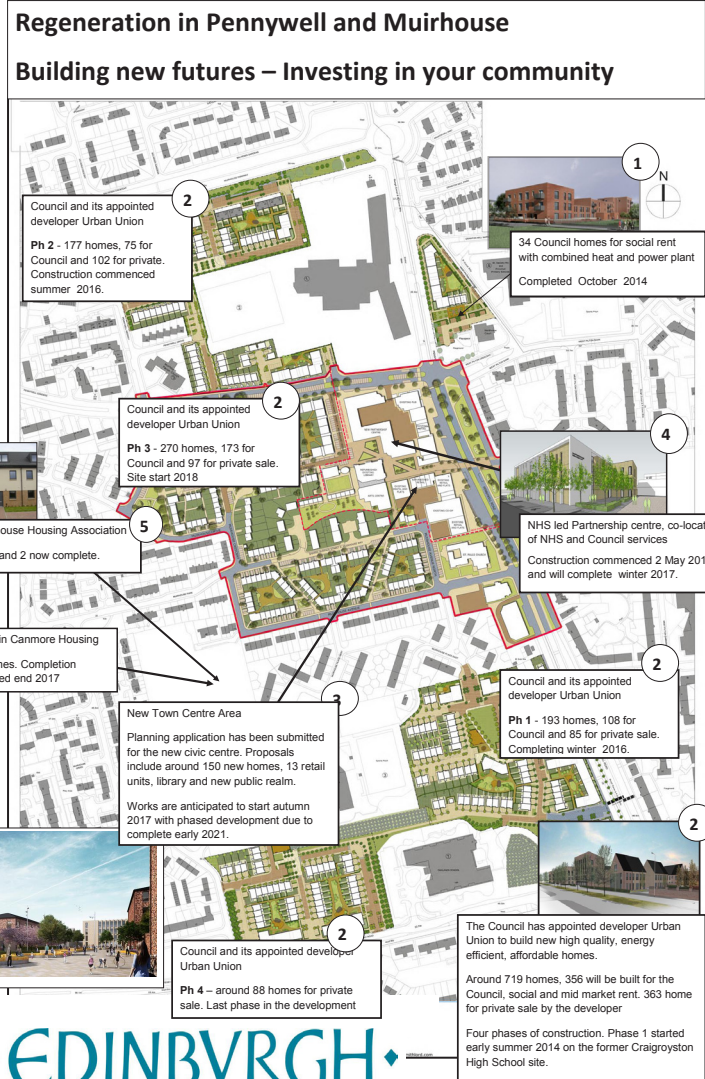 Regeneration in Pennywell and Muirhouse
Building new futures – Investing in your community
1
N
2
Council and its appointed
developer Urban Union
Ph 2 - 177 homes, 75 for
Council and 102 for private.
Construction commenced
summer 2016.
34 Council homes for social rent
with combined heat and power plant
Completed October 2014
2
Council and its appointed
developer Urban Union
Ph 3 - 270 homes, 173 for
Council and 97 for private sale.
Site start 2018
4
NHS led Partnership centre, co-locat
of NHS and Council services
Construction commenced 2 May 201
and will complete winter 2017.
5
ouse Housing Association
and 2 now complete.
in Canmore Housing
nes. Completion
ed end 2017
3
New Town Centre Area
Planning application has been submitted
for the new civic centre. Proposals
include around 150 new homes, 13 retail
units, library and new public realm.
Works are anticipated to start autumn
2017 with phased development due to
complete early 2021.
2
Council and its appointed
developer Urban Union
Ph 1 - 193 homes, 108 for
Council and 85 for private sale.
Completing winter 2016.
2
2
Council and its appointed developer
Urban Union
Ph 4 – around 88 homes for private
sale. Last phase in the development
The Council has appointed developer Urban
Union to build new high quality, energy
efficient, affordable homes.
Around 719 homes, 356 will be built for the
Council, social and mid market rent. 363 home
for private sale by the developer
Four phases of construction. Phase 1 started
early summer 2014 on the former Craigroyston
High School site.
EDINBVRGH